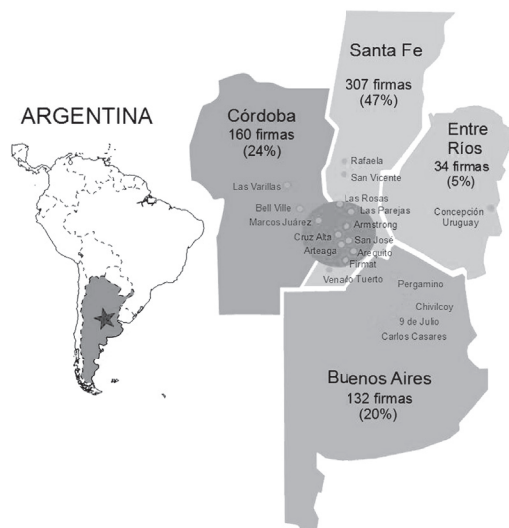 ARGENTINA
Santa Fe
307 firmas
(47%)
Córdoba
160 firmas
(24%)
Entre
Ríos
34 firmas
(5%)
Rafaela
San Vicente
Las Varillas
Las Rosas
Bell Ville
Las Parejas
Marcos Juárez
Armstrong
Concepción
Uruguay
Cruz Alta
San José
Arteaga
Arequito
Firmat
Venado Tuerto
Pergamino
Chivilcoy
9 de Julio
Carlos Casares
Buenos Aires
132 firmas
(20%)